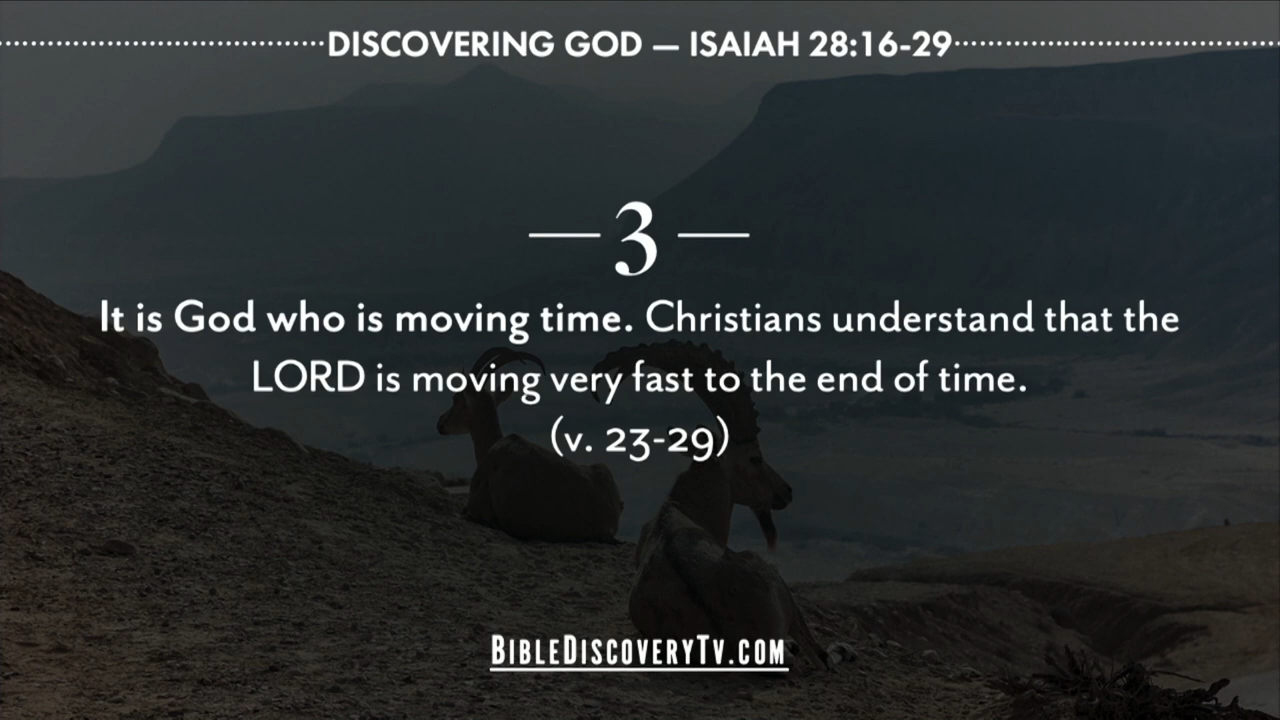 DISCOVERING GOD — ISAIAH 28:16-29
— 3 —
It is God who is moving time. Christians understand that the
LORD is moving very fast to the end of time.
(v. 23-29)
BIBLEDISCOVERYTV.COM